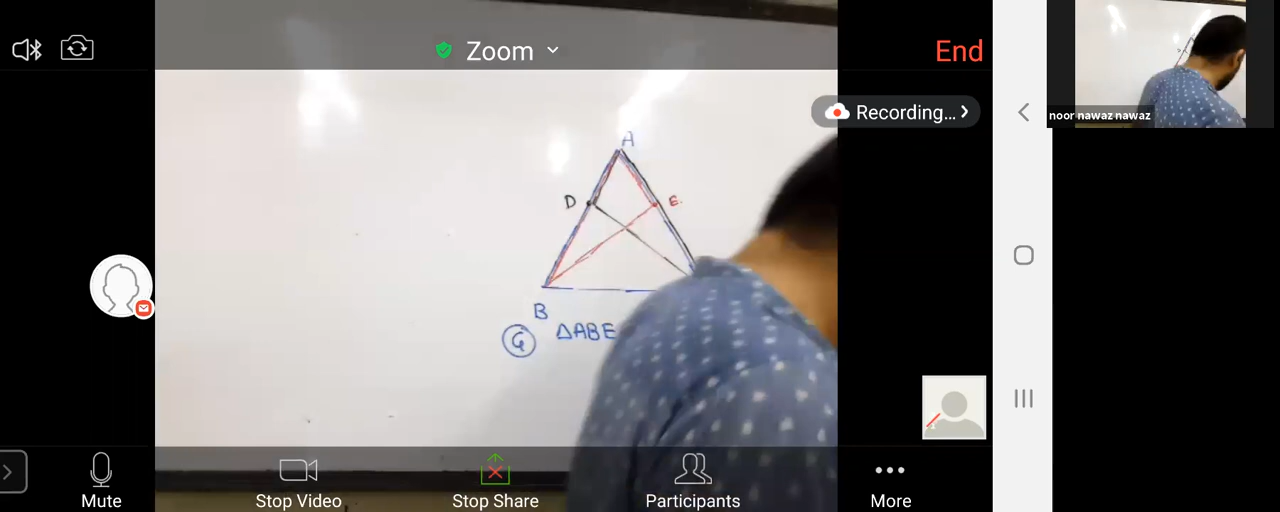 Zoom
End
Recording...
noor nawaz nawaz
A
D
E.
B
G ΔABE
Mute
Stop Video
Stop Share
Participants
More